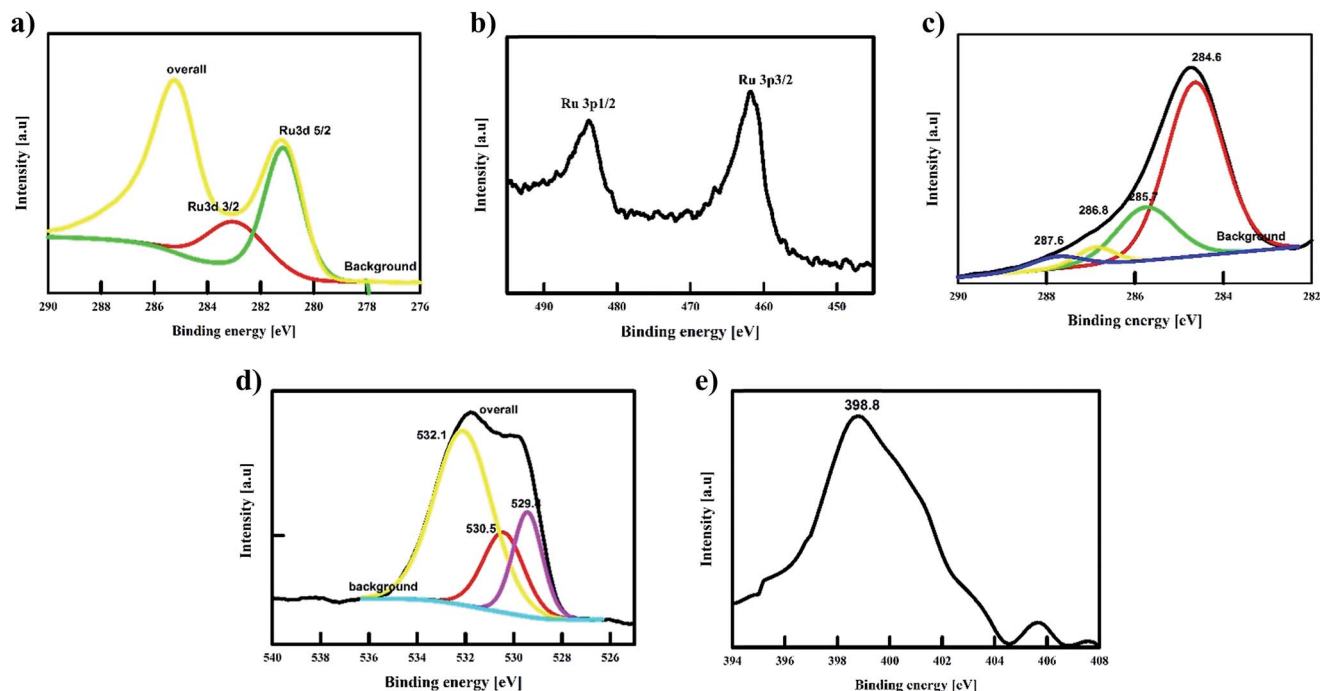 a)
overall
Ru3d 5/2
Ru3d 3/2
Background
Intensity [a.u]
290 288 286 284 282 280 278 276
Binding energy [eV]
b)
Ru 3p1/2
Ru 3p3/2
Intensity [a.u]
490 480 470 460 450
Binding energy [eV]
c)
284.6
285.7
286.8
287.6
Background
Intensity [a.u]
290 288 286 284 282
Binding energy [eV]
d)
overall
532.1
529.4
530.5
background
Intensity [a.u]
540 538 536 534 532 530 528 526
Binding energy [eV]
e)
398.8
Intensity [a.u]
394 396 398 400 402 404 406 408
Binding energy [eV]